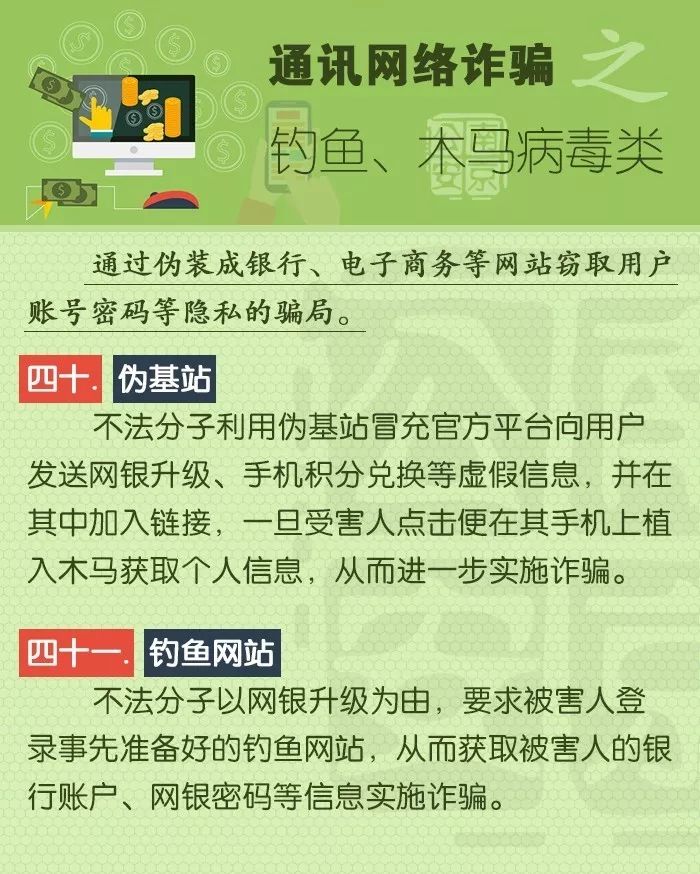 通讯网络诈骗之
钓鱼、木马病毒类
通过伪装成银行、电子商务等网站窃取用户
账号密码等隐私的骗局。
四十. 伪基站
不法分子利用伪基站冒充官方平台向用户
发送网银升级、手机积分兑换等虚假信息，并在
其中加入链接，一旦受害人点击便在其手机上植
入木马获取个人信息，从而进一步实施诈骗。
四十一. 钓鱼网站
不法分子以网银升级为由，要求被害人登
录事先准备好的钓鱼网站，从而获取被害人的银
行账户、网银密码等信息实施诈骗。